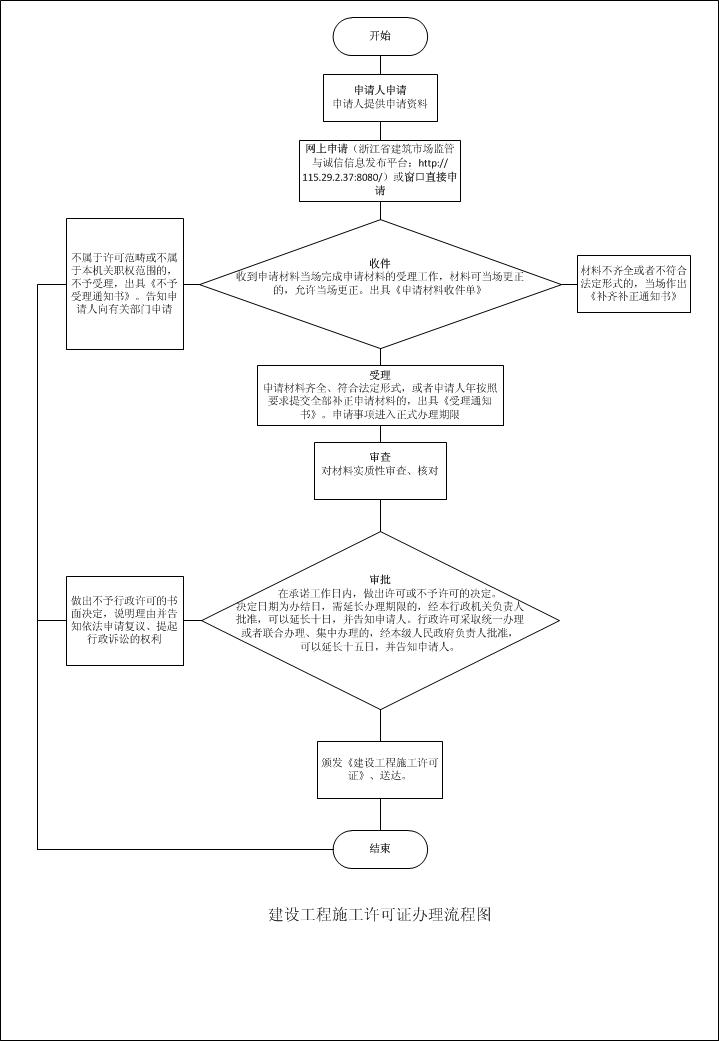 开始
申请人申请
申请人提供申请资料
网上申请（浙江省建筑市场监管
与诚信信息发布平台：http://
115.29.2.37:8080/）或窗口直接申
请
不属于许可范畴或不属
于本机关职权范围的，
不予受理，出具《不予
受理通知书》。告知申
请人向有关部门申请
收件
收到申请材料当场完成申请材料的受理工作，材料可当场更正
的，允许当场更正。出具《申请材料收件单》
材料不齐全或者不符合
法定形式的，当场作出
《补齐补正通知书》
受理
申请材料齐全、符合法定形式，或者申请人年按照
要求提交全部补正申请材料的，出具《受理通知
书》。申请事项进入正式办理期限
审查
对材料实质性审查、核对
做出不予行政许可的书
面决定，说明理由并告
知依法申请复议、提起
行政诉讼的权利
审批
在承诺工作日内，做出许可或不予许可的决定。
决定日期为办结日，需延长办理期限的，经本行政机关负责人
批准，可以延长十日，并告知申请人。行政许可采取统一办理
或者联合办理、集中办理的，经本级人民政府负责人批准，
可以延长十五日，并告知申请人。
颁发《建设工程施工许可
证》、送达。
结束
建设工程施工许可证办理流程图